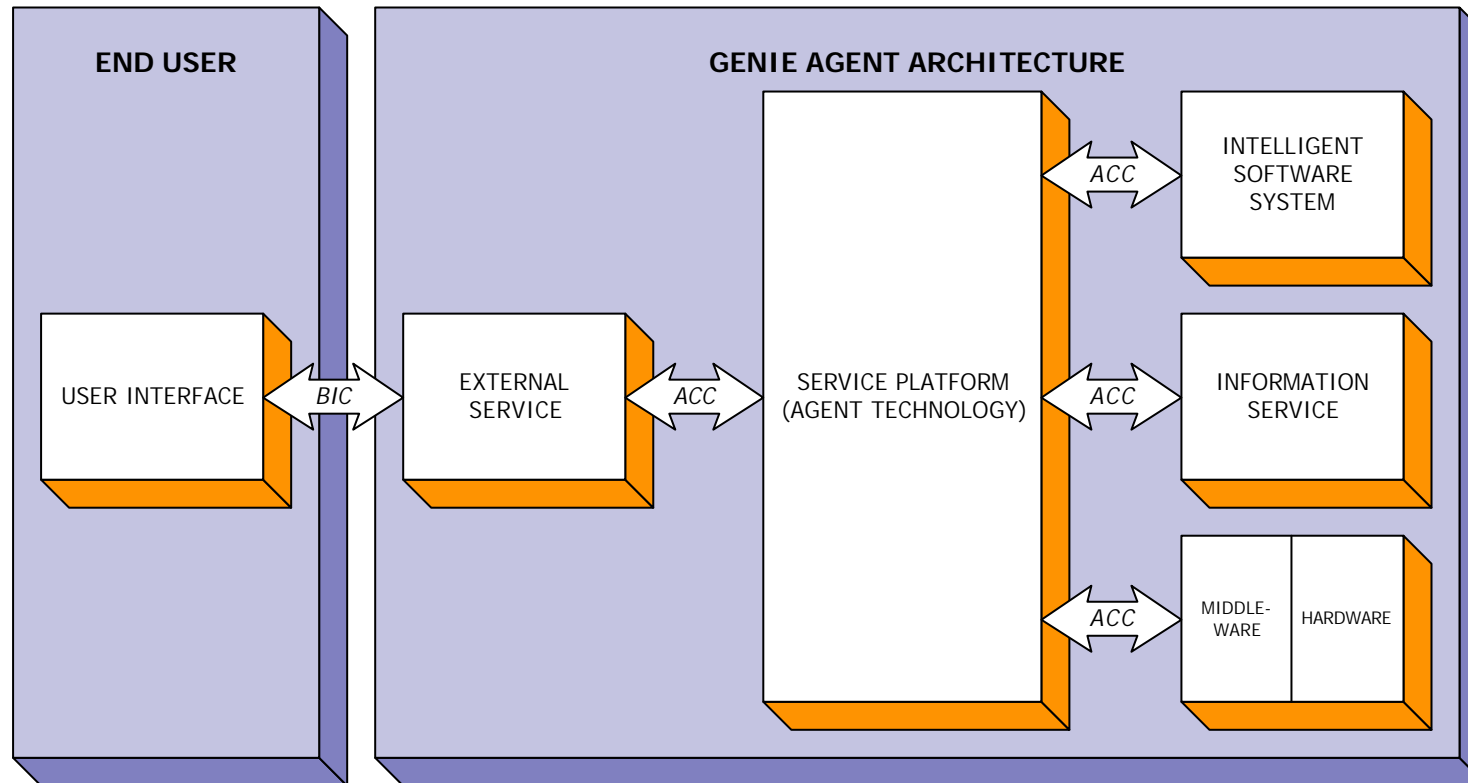 END USER
GENIE AGENT ARCHITECTURE
USER INTERFACE
BIC
EXTERNAL
SERVICE
ACC
SERVICE PLATFORM
(AGENT TECHNOLOGY)
ACC
INTELLIGENT
SOFTWARE
SYSTEM
ACC
INFORMATION
SERVICE
ACC
MIDDLE-
WARE
HARDWARE